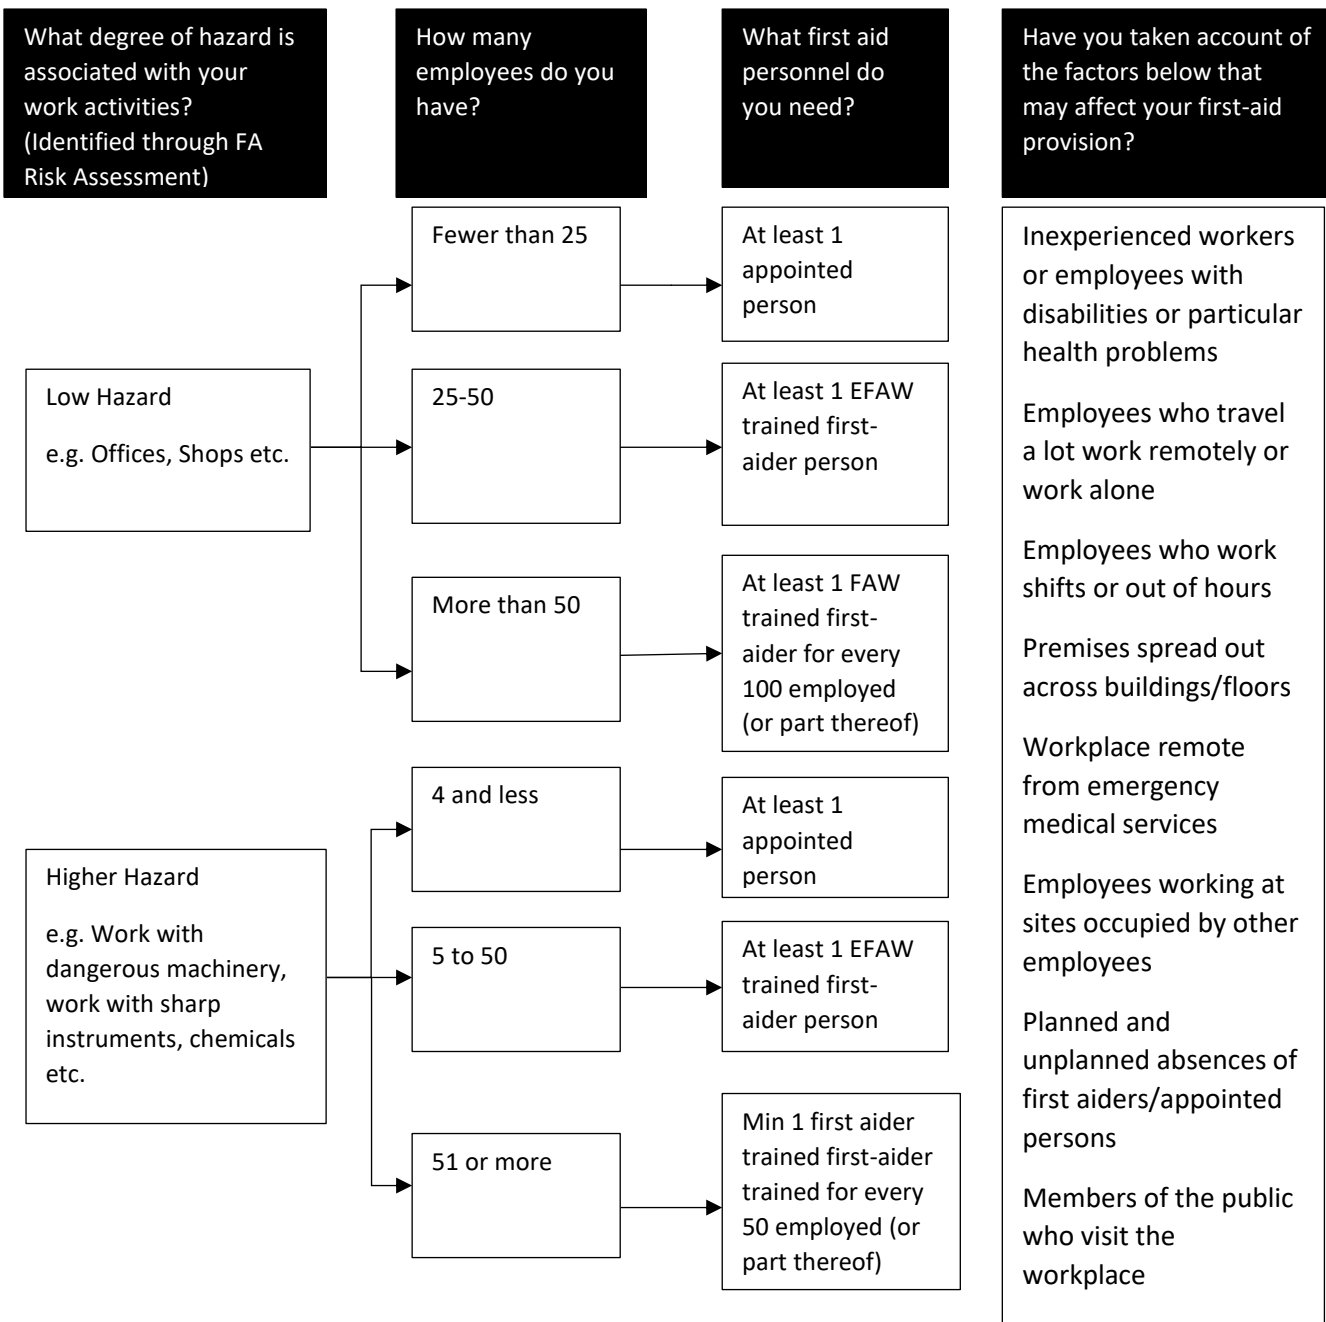 What degree of hazard is
associated with your
work activities?
(Identified through FA
Risk Assessment)
How many
employees do you
have?
What first aid
personnel do
you need?
Have you taken account of
the factors below that
may affect your first-aid
provision?
Low Hazard
e.g. Offices, Shops etc.
Fewer than 25
At least 1
appointed
person
25-50
At least 1 EFAW
trained first-
aider person
More than 50
At least 1 FAW
trained first-
aider for every
100 employed
(or part thereof)
Higher Hazard
e.g. Work with
dangerous machinery,
work with sharp
instruments, chemicals
etc.
4 and less
At least 1
appointed
person
5 to 50
At least 1 EFAW
trained first-
aider person
51 or more
Min 1 first aider
trained first-aider
trained for every
50 employed (or
part thereof)
Inexperienced workers
or employees with
disabilities or particular
health problems
Employees who travel
a lot work remotely or
work alone
Employees who work
shifts or out of hours
Premises spread out
across buildings/floors
Workplace remote
from emergency
medical services
Employees working at
sites occupied by other
employees
Planned and
unplanned absences of
first aiders/appointed
persons
Members of the public
who visit the
workplace